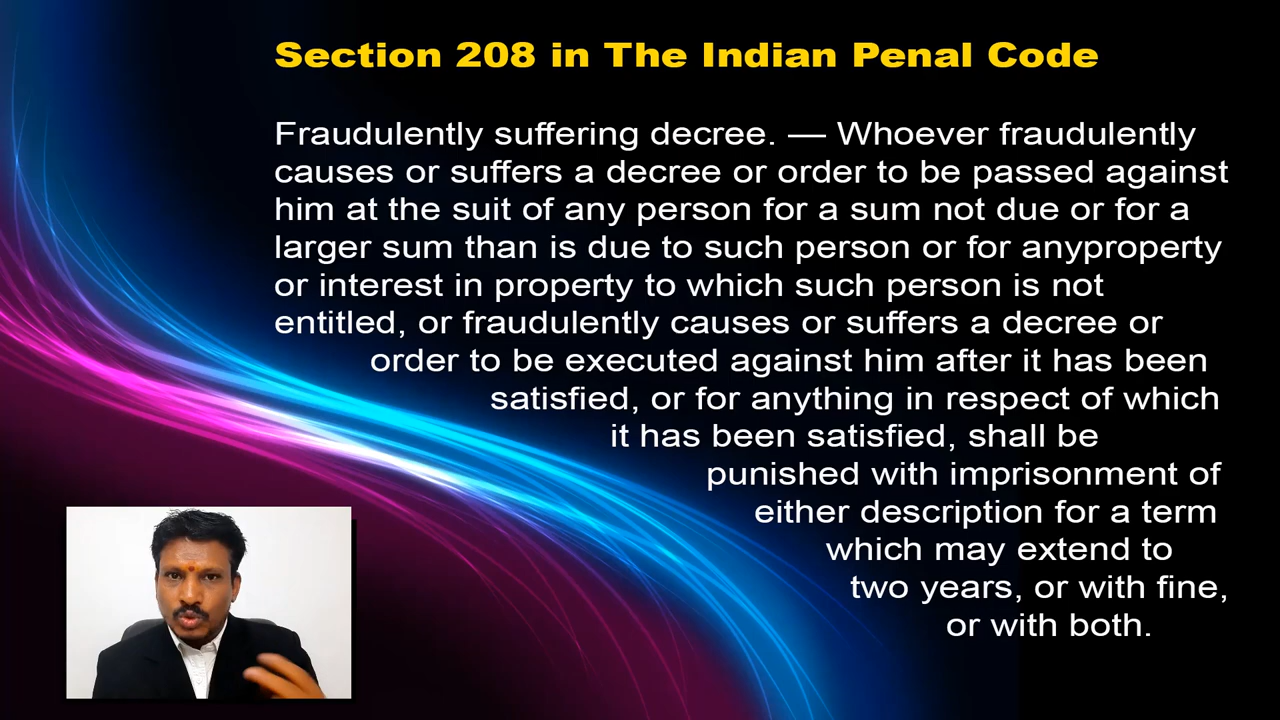 Section 208 in The Indian Penal Code
Fraudulently suffering decree. — Whoever fraudulently
causes or suffers a decree or order to be passed against
him at the suit of any person for a sum not due or for a
larger sum than is due to such person or for anyproperty
or interest in property to which such person is not
entitled, or fraudulently causes or suffers a decree or
order to be executed against him after it has been
satisfied, or for anything in respect of which
it has been satisfied, shall be
punished with imprisonment of
either description for a term
which may extend to
two years, or with fine,
or with both.